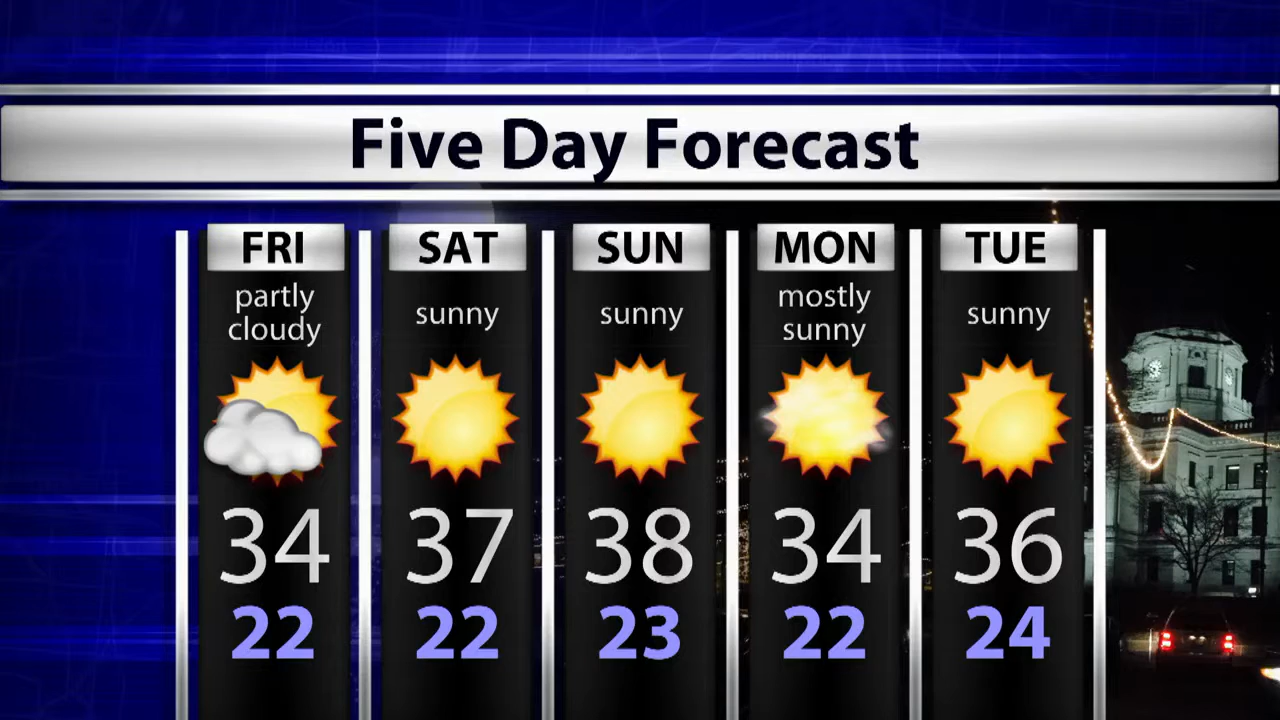 Five Day Forecast
FRI SAT SUN MON TUE
partly cloudy
sunny
sunny
mostly sunny
sunny
34 37 38 34 36
22 22 23 22 24